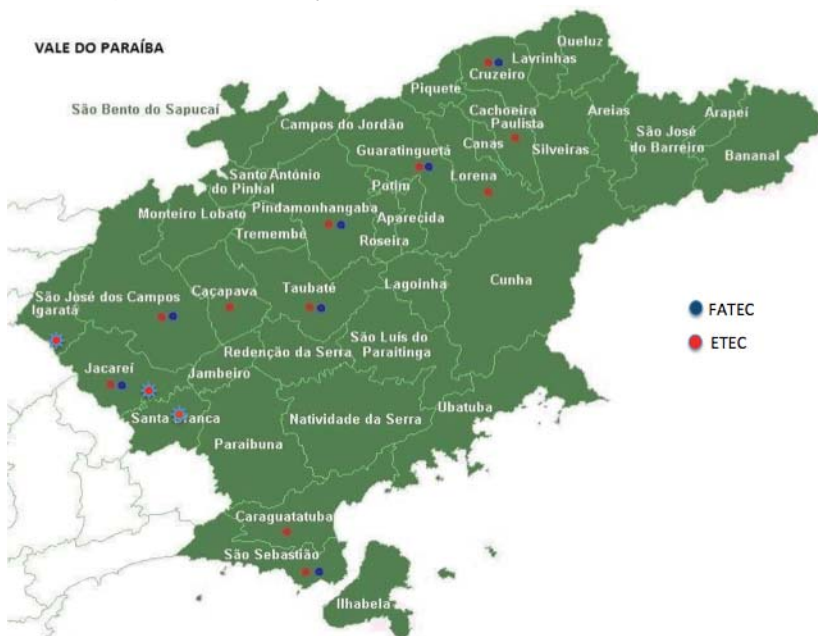 VALE DO PARAÍBA
Queluz
Lavrinhas
Cruzeiro
Piquete
São Bento do Sapucaí
Campos do Jordão
Cachoeira
Paulista
Areias
Arapeí
São José
do Barreiro
Bananal
Guaratinguetá
Canas
Silveiras
Santo Antônio
do Pinhal
Potim
Lorena
Monteiro Lobato
Pindamonhangaba
Aparecida
Tremembé
Roseira
São José dos Campos
Igaratá
Caçapava
Taubaté
Lagoinha
Cunha
FATEC
ETEC
Redenção da Serra
São Luís do
Paraitinga
Jacareí
Jambeiro
Santa Branca
Natividade da Serra
Ubatuba
Paraibuna
Caraguatatuba
São Sebastião
Ilhabela